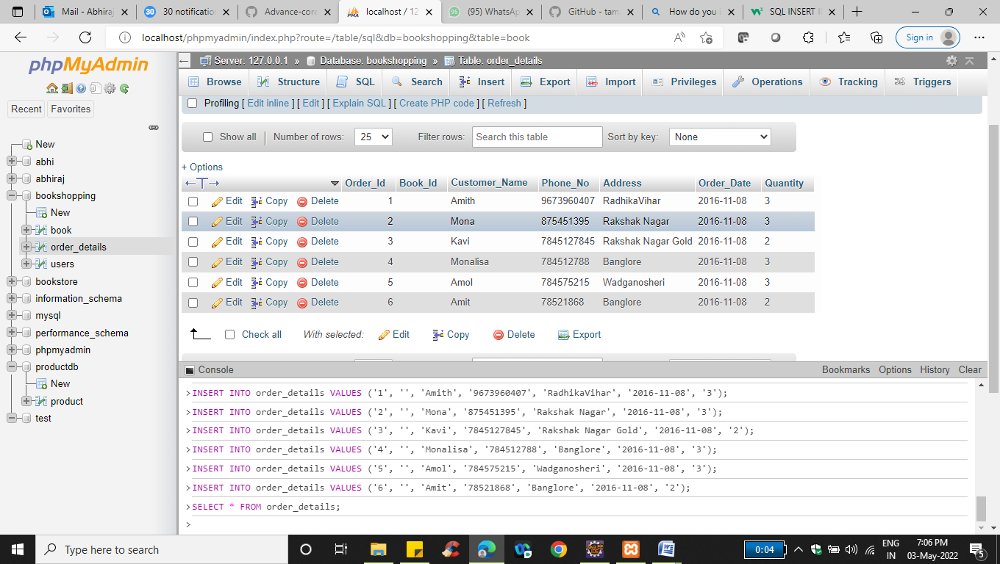 Mail - Abhiraj
30 notification
Advance-core
localhost / 12
(95) WhatsAp
GitHub - tam
How do you i
SQL INSERT IN
localhost/phpmyadmin/index.php?route=/table/sql&db=bookshopping&table=book
Sign in
phpMyAdmin
Recent Favorites
New
abhi
abhiraj
bookshopping
New
book
order_details
users
bookstore
information_schema
mysql
performance_schema
phpmyadmin
productdb
New
product
test
Server: 127.0.0.1 » Database: bookshopping » Table: order_details
Browse Structure SQL Search Insert Export Import Privileges Operations Tracking Triggers
Profiling [ Edit inline ] [ Edit ] [ Explain SQL ] [ Create PHP code ] [ Refresh ]
Show all Number of rows: 25 Filter rows: Search this table Sort by key: None
+ Options
←T→ Order_Id Book_Id Customer_Name Phone_No Address Order_Date Quantity
Edit Copy Delete 1 Amith 9673960407 RadhikaVihar 2016-11-08 3
Edit Copy Delete 2 Mona 875451395 Rakshak Nagar 2016-11-08 3
Edit Copy Delete 3 Kavi 7845127845 Rakshak Nagar Gold 2016-11-08 2
Edit Copy Delete 4 Monalisa 784512788 Banglore 2016-11-08 3
Edit Copy Delete 5 Amol 784575215 Wadganosheri 2016-11-08 3
Edit Copy Delete 6 Amit 78521868 Banglore 2016-11-08 2
Check all With selected: Edit Copy Delete Export
Console Bookmarks Options History Clear
>INSERT INTO order_details VALUES ('1', '', 'Amith', '9673960407', 'RadhikaVihar', '2016-11-08', '3');
>INSERT INTO order_details VALUES ('2', '', 'Mona', '875451395', 'Rakshak Nagar', '2016-11-08', '3');
>INSERT INTO order_details VALUES ('3', '', 'Kavi', '7845127845', 'Rakshak Nagar Gold', '2016-11-08', '2');
>INSERT INTO order_details VALUES ('4', '', 'Monalisa', '784512788', 'Banglore', '2016-11-08', '3');
>INSERT INTO order_details VALUES ('5', '', 'Amol', '784575215', 'Wadganosheri', '2016-11-08', '3');
>INSERT INTO order_details VALUES ('6', '', 'Amit', '78521868', 'Banglore', '2016-11-08', '2');
>SELECT * FROM order_details;
>
Type here to search
0:04
ENG
IN
7:06 PM
03-May-2022
5